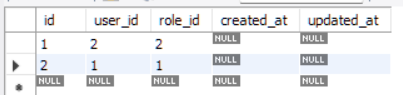 id user_id role_id created_at updated_at
1 2 2 NULL NULL
2 1 1 NULL NULL
NULL NULL NULL NULL NULL